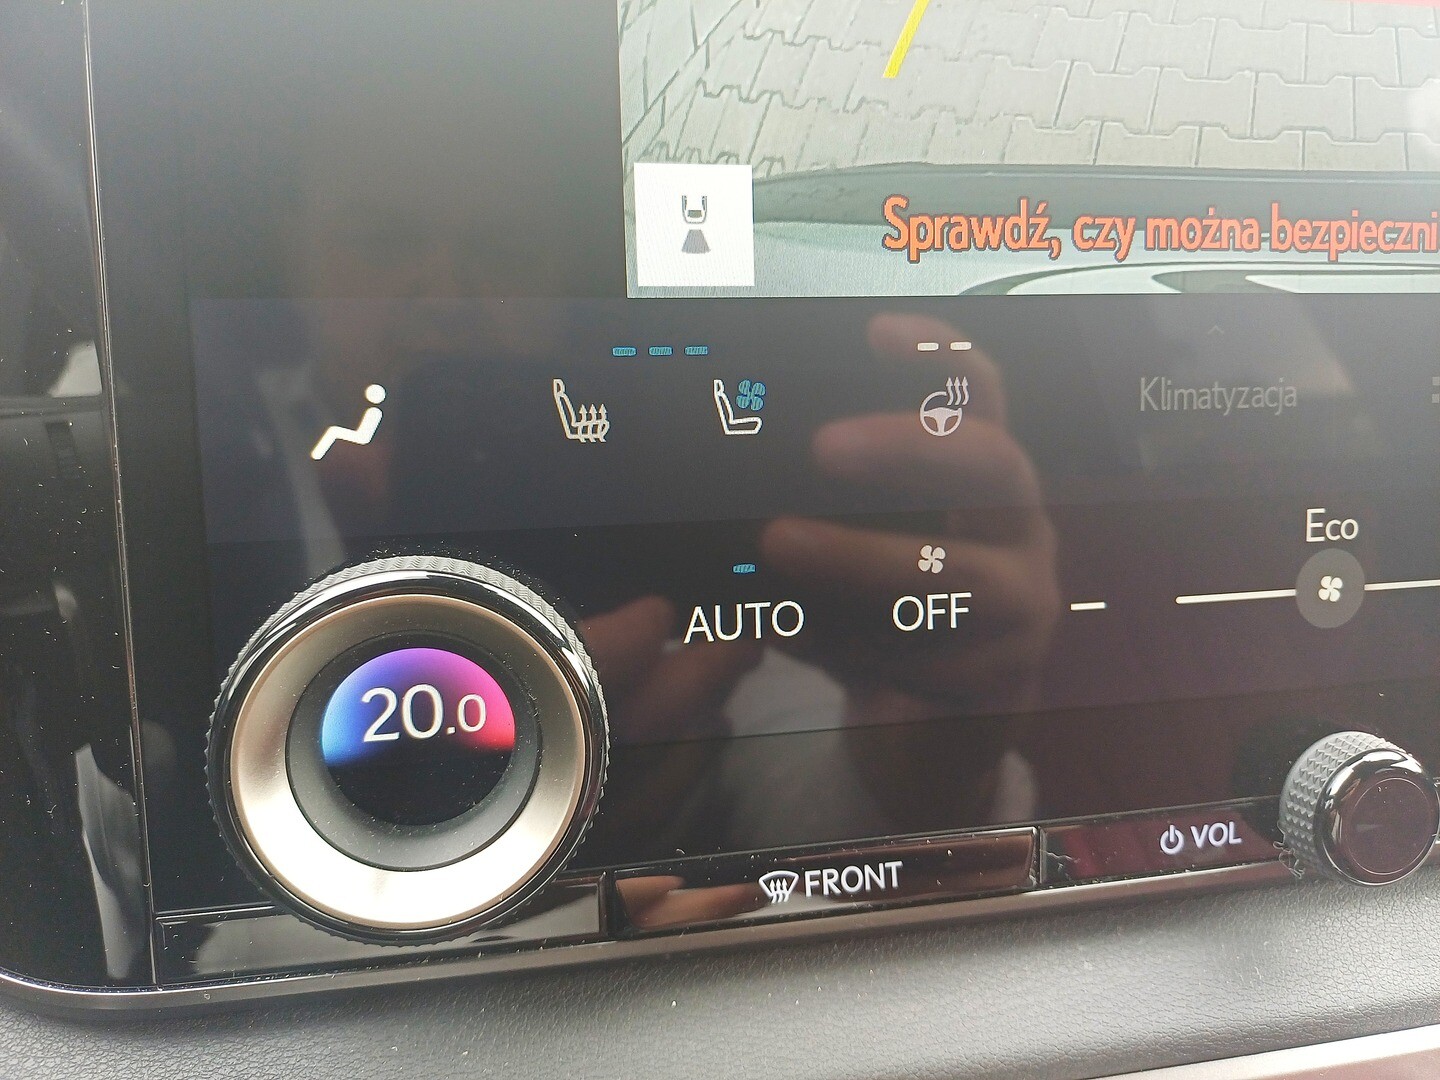 Sprawdź, czy można bezpieczni
Klimatyzacja
Eco
AUTO
OFF
20.0
FRONT
VOL